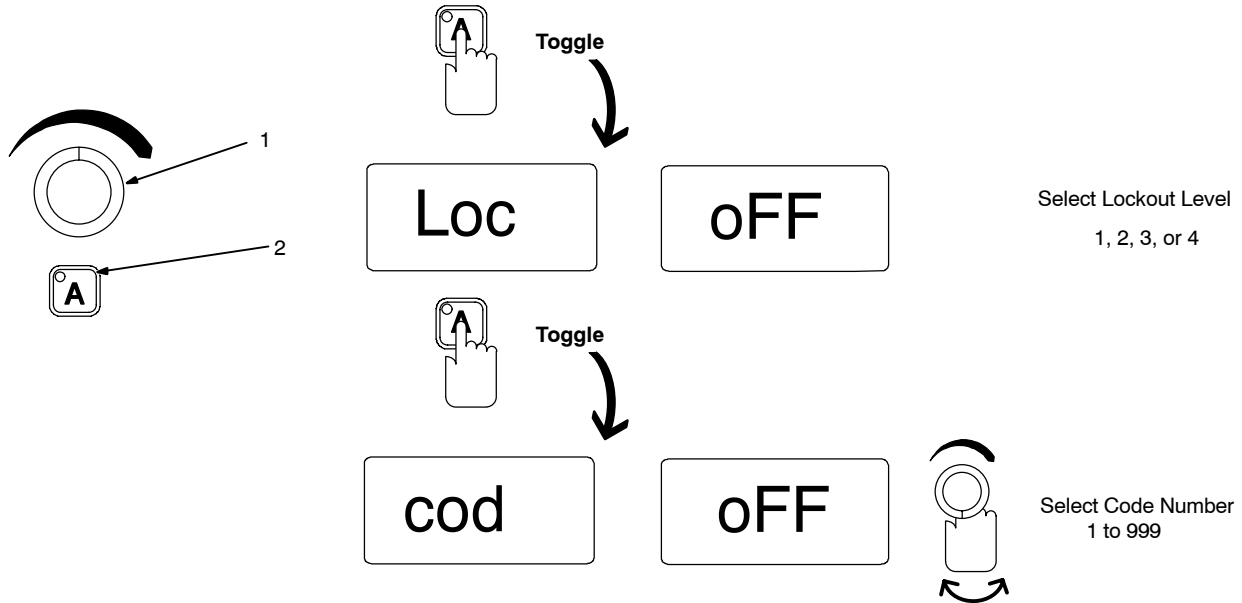 A
Toggle
1
Loc
oFF
Select Lockout Level
1, 2, 3, or 4
2
A
A
Toggle
cod
oFF
Select Code Number
1 to 999